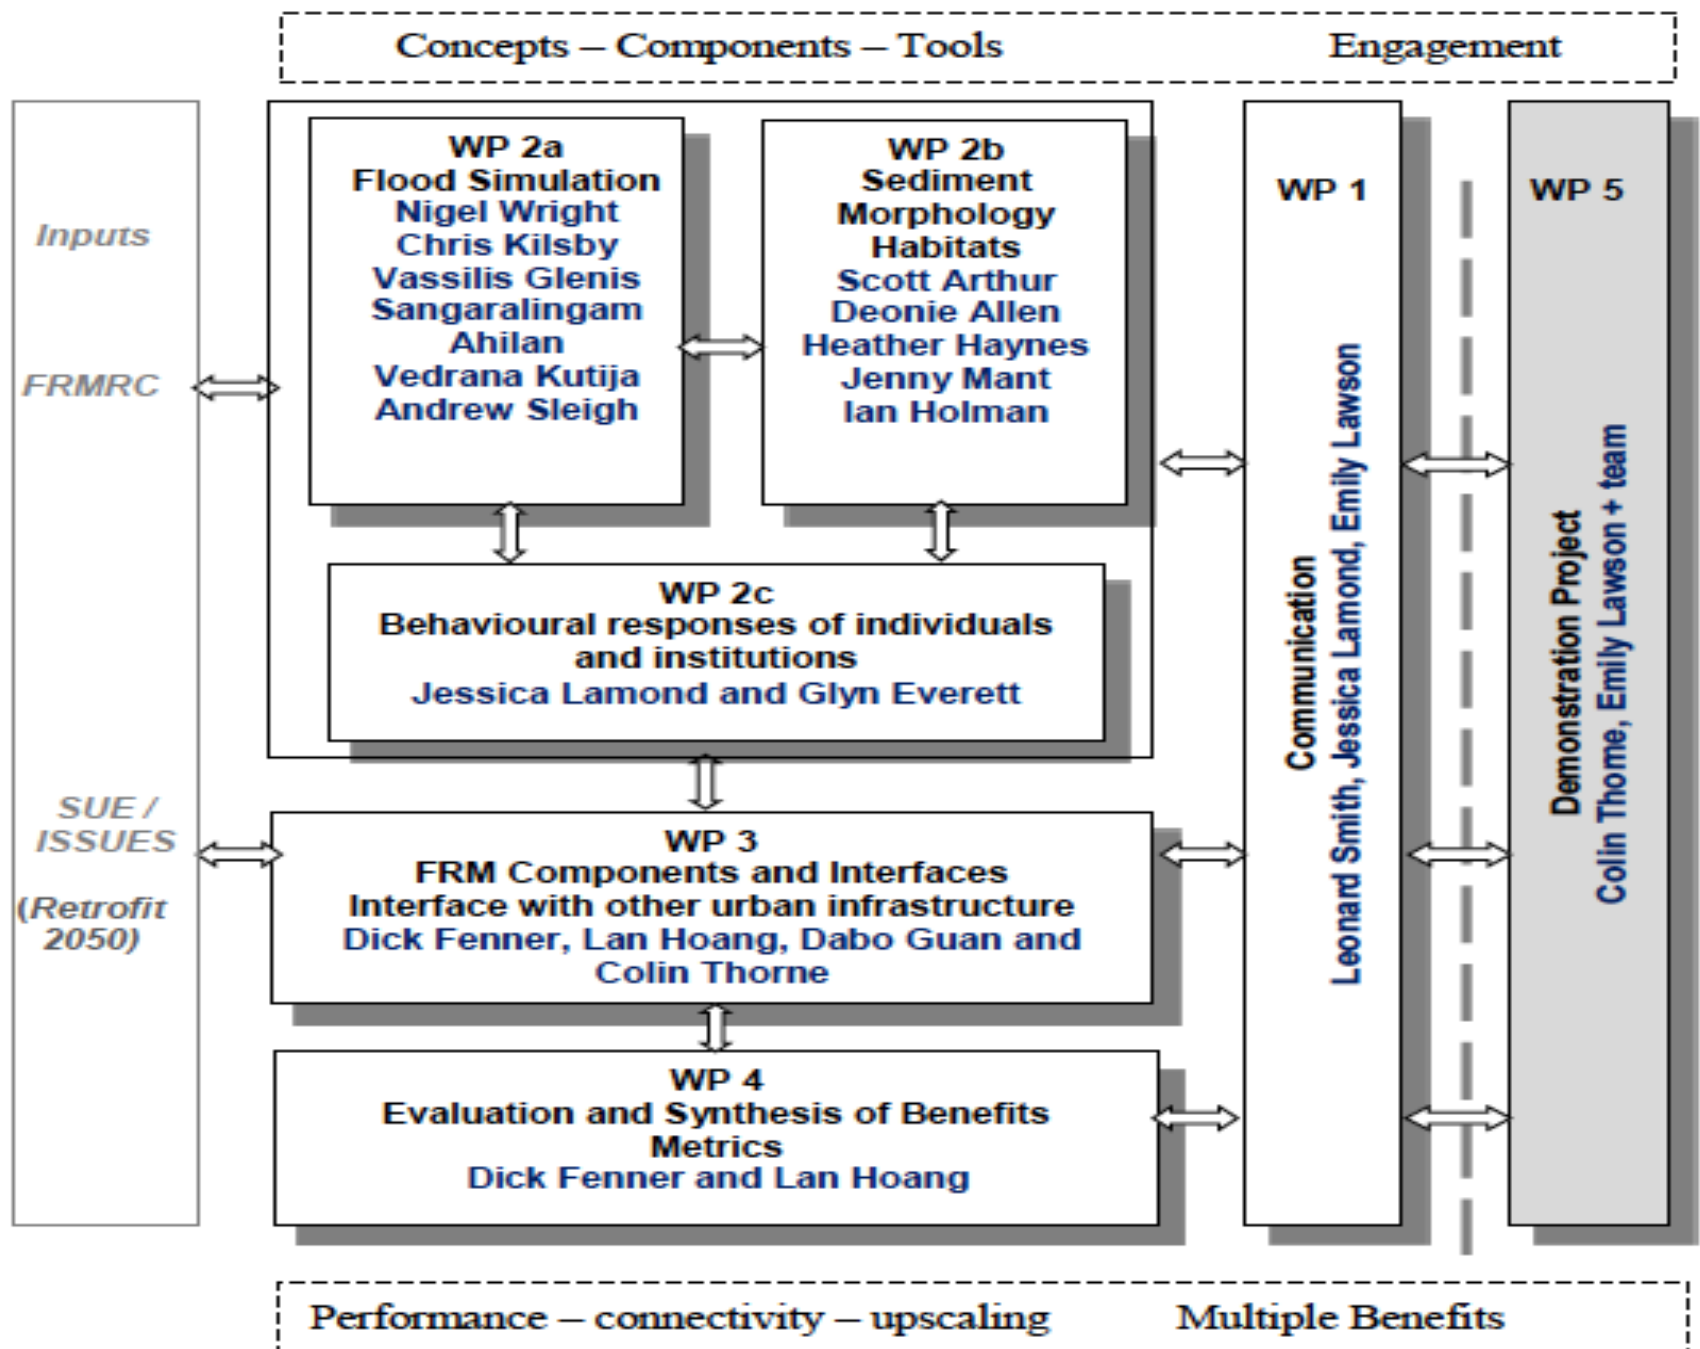 Concepts – Components – Tools
Engagement
Inputs
FRMRC
SUE /
ISSUES
(Retrofit
2050)
WP 2a
Flood Simulation
Nigel Wright
Chris Kilsby
Vassilis Glenis
Sangaralingam
Ahilan
Vedrana Kutija
Andrew Sleigh
WP 2b
Sediment
Morphology
Habitats
Scott Arthur
Deonie Allen
Heather Haynes
Jenny Mant
Ian Holman
WP 2c
Behavioural responses of individuals
and institutions
Jessica Lamond and Glyn Everett
WP 3
FRM Components and Interfaces
Interface with other urban infrastructure
Dick Fenner, Lan Hoang, Dabo Guan and
Colin Thorne
WP 4
Evaluation and Synthesis of Benefits
Metrics
Dick Fenner and Lan Hoang
WP 1
Communication
Leonard Smith, Jessica Lamond, Emily Lawson
WP 5
Demonstration Project
Colin Thorne, Emily Lawson + team
Performance – connectivity – upscaling
Multiple Benefits